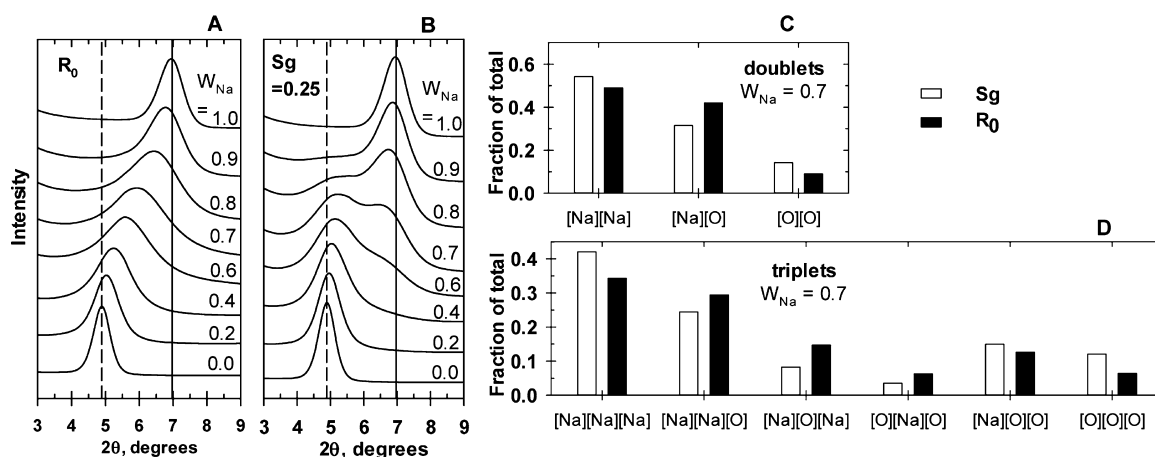 A
R0
WNa
=
1.0
0.9
0.8
0.7
0.6
0.4
0.2
0.0
Intensity
3 4 5 6 7 8 9
2θ, degrees
B
Sg
=0.25
WNa
=
1.0
0.9
0.8
0.7
0.6
0.4
0.2
0.0
3 4 5 6 7 8 9
2θ, degrees
C
Fraction of total
0.6
0.4
0.2
0.0
doublets
WNa = 0.7
[Na][Na] [Na][O] [O][O]
Sg
R0
D
Fraction of total
0.4
0.3
0.2
0.1
0.0
triplets
WNa = 0.7
[Na][Na][Na] [Na][Na][O] [Na][O][Na] [O][Na][O] [Na][O][O] [O][O][O]